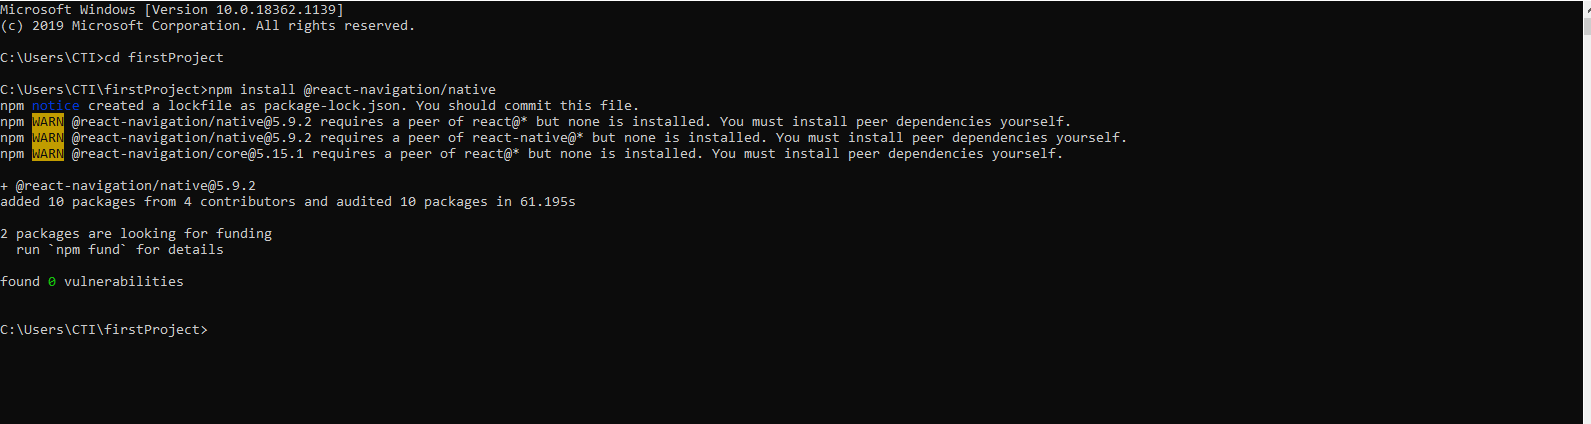 Microsoft Windows [Version 10.0.18362.1139]
(c) 2019 Microsoft Corporation. All rights reserved.
C:\Users\CTI>cd firstProject
C:\Users\CTI\firstProject>npm install @react-navigation/native
npm notice created a lockfile as package-lock.json. You should commit this file.
npm WARN @react-navigation/native@5.9.2 requires a peer of react@* but none is installed. You must install peer dependencies yourself.
npm WARN @react-navigation/native@5.9.2 requires a peer of react-native@* but none is installed. You must install peer dependencies yourself.
npm WARN @react-navigation/core@5.15.1 requires a peer of react@* but none is installed. You must install peer dependencies yourself.
+ @react-navigation/native@5.9.2
added 10 packages from 4 contributors and audited 10 packages in 61.195s
2 packages are looking for funding
  run `npm fund` for details
found 0 vulnerabilities
C:\Users\CTI\firstProject>